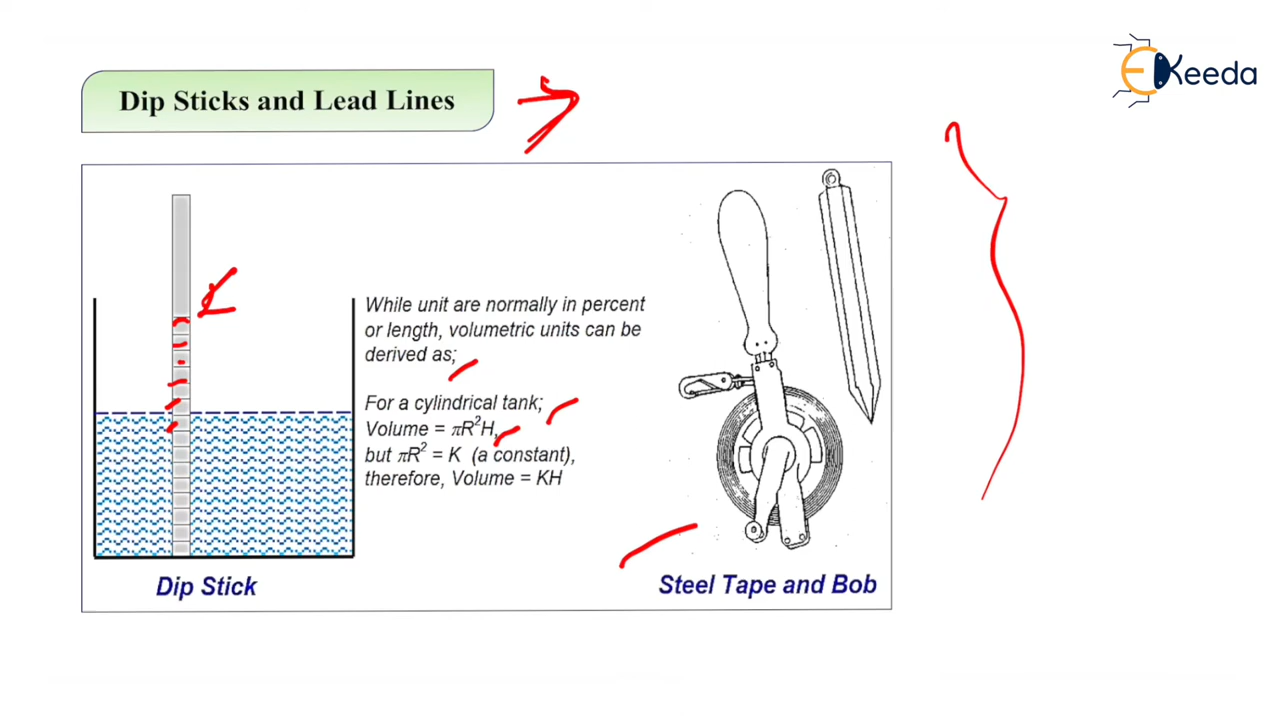 EKeeda
Dip Sticks and Lead Lines
While unit are normally in percent
or length, volumetric units can be
derived as;
For a cylindrical tank;
Volume = πR²H,
but πR² = K (a constant),
therefore, Volume = KH
Dip Stick
Steel Tape and Bob